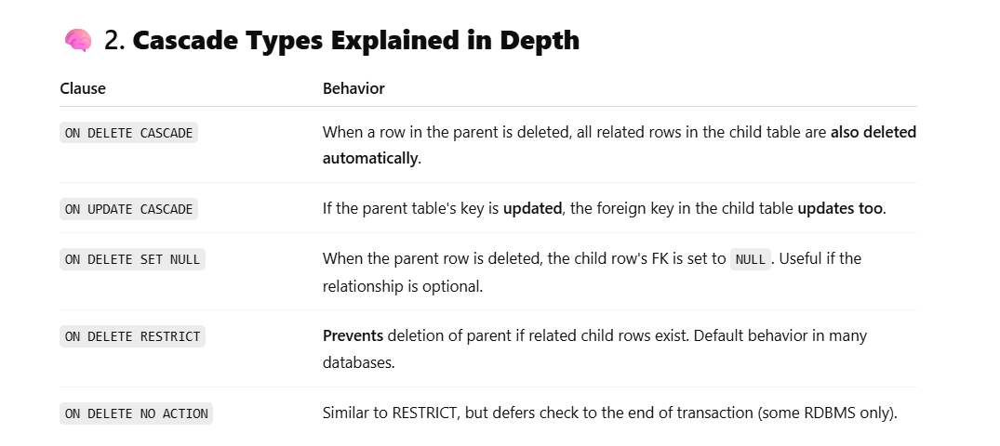 🧠 2. Cascade Types Explained in Depth
Clause Behavior
ON DELETE CASCADE When a row in the parent is deleted, all related rows in the child table are also deleted
automatically.
ON UPDATE CASCADE If the parent table's key is updated, the foreign key in the child table updates too.
ON DELETE SET NULL When the parent row is deleted, the child row's FK is set to NULL. Useful if the
relationship is optional.
ON DELETE RESTRICT Prevents deletion of parent if related child rows exist. Default behavior in many
databases.
ON DELETE NO ACTION Similar to RESTRICT, but defers check to the end of transaction (some RDBMS only).